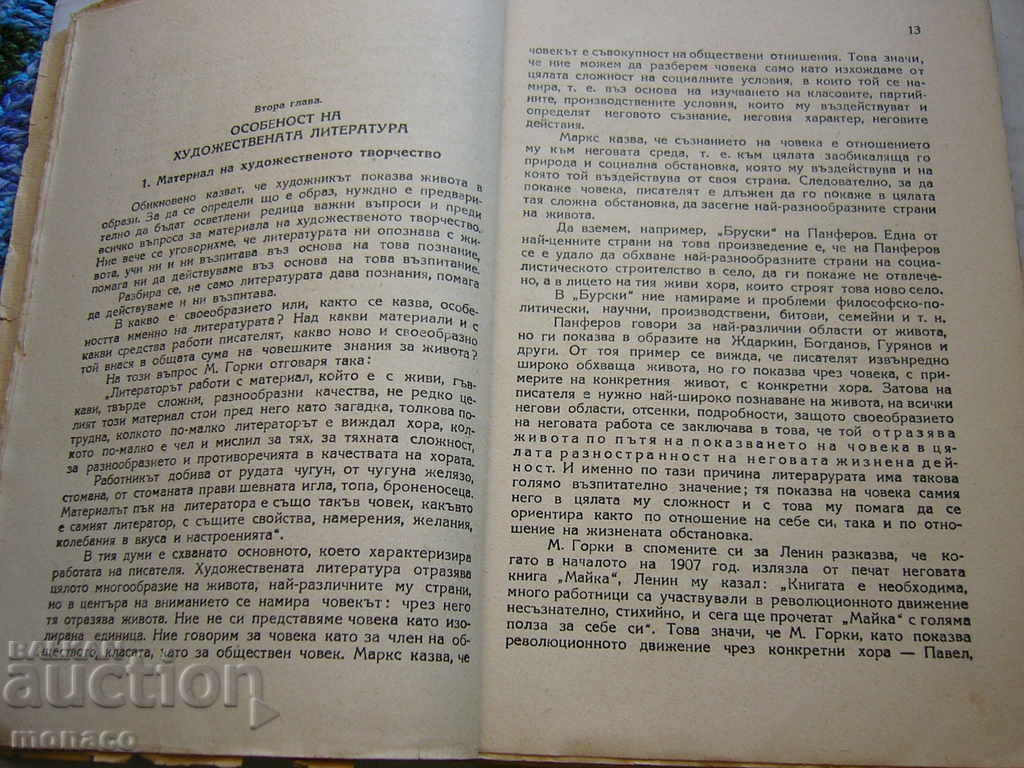 Втора глава.
ОСОБЕНОСТ НА
ХУДОЖЕСТВЕНАТА ЛИТЕРАТУРА
1. Материал на художественото творчество
Обикновено казват, че художникът показва живота в
образи. За да се определи що е образ, нуждно е предвари-
телно да бъдат осветлени редица важни въпроси и преди
всичко въпроса за материала на художественото творчество.
Ние вече се уговорихме, че литературата ни опознава с жи-
вота, учи ни и ни възпитава въз основа на това познание,
помага ни да действуваме въз основа на това възпитание.
Разбира се, не само литературата дава познания, помага
да действуваме и ни възпитава.
В какво е своеобразието или, както се казва, особе-
ностьта именно на литературата? Над какви материали и с
какви средства работи писателят, какво ново и своеобразно
той внася в общата сума на човешките знания за живота?
На този въпрос М. Горки отговаря така:
„Литераторът работи с материал, който е с живи, гъв-
кави, твърде сложни, разнообразни качества, не редко це-
лият този материал стои пред него като загадка, толкова по-
трудна, колкото по-малко литераторът е виждал хора, кол-
кото по-малко е чел и мислил за тях, за тяхната сложност,
за разнообразието и противоречията в качествата на хората.
Работникът добива от рудата чугун, от чугуна желязо,
стомана, от стоманата прави шевната игла, топа, броненосеца.
Материалът пък на литератора е също такъв човек, какъвто
е самият литератор, с същите свойства, намерения, желания,
колебания в вкуса и настроенията“.
В тия думи е схванато основното, което характеризира
работата на писателя. Художествената литература отразява
цялото многообразие на живота, най-различните му страни,
но в центъра на вниманието се намира човекът: чрез него
тя отразява живота. Ние не си представяме човека като изо-
лирана единица. Ние говорим за човека като за член на об-
ществото, класата, като за обществен човек. Маркс казва, че
13
човекът е съвокупност на обществени отнишения. Това значи,
че ние можем да разберем човека само като изхождаме от
цялата сложност на социалните условия, в които той се на-
мира, т. е. въз основа на изучаването на класовите, партий-
ните, производствените условия, които му въздействуват и
определят неговото съзнание, неговия характер, неговите
действия.
Маркс казва, че съзнанието на човека е отношението
му към неговата среда, т. е. към цялата заобикаляща го
природа и социална обстановка, която му въздействува и на
която той въздействува от своя страна. Следователно, за да
покаже човека, писателят е длъжен да го покаже в цялата
тая сложна обстановка, да засегне най-разнообразните страни
на живота.
Да вземем, например, „Бруски“ на Панферов. Една от
най-ценните страни на това произведение е, че на Панферов
се е удало да обхване най-разнообразните страни на социа-
листическото строителство в село, да ги покаже не отвлече-
но, а в лицето на тия живи хора, които строят това ново село.
В „Бурски“ ние намираме и проблеми философско-по-
литически, научни, производствени, битови, семейни и т. н.
Панферов говори за най-различни области от живота,
но ги показва в образите на Ждаркин, Богданов, Гурянов и
други. От тоя пример се вижда, че писателят извънредно
широко обхваща живота, но го показва чрез човека, с при-
мерите на конкретния живот, с конкретни хора. Затова на
писателя е нужно най-широко познаване на живота, на всички
негови области, отсенки, подробности, защото своеобразието
на неговата работа се заключава в това, че той отразява
живота по пътя на показването на човека в ця-
лата разностранност на неговата жизнена дей-
ност. И именно по тази причина литерарурата има такова
голямо възпитателно значение; тя показва на човека самия
него в цялата му сложност и с това му помага да се
ориентира както по отношение на себе си, така и по отно-
шение на жизнената обстановка.
М. Горки в спомените си за Ленин разказва, че ко-
гато в началото на 1907 год. излязла от печат неговата
книга „Майка“, Ленин му казал: „Книгата е необходима,
много работници са участвували в революционното движение
несъзнателно, стихийно, и сега ще прочетат „Майка“ с голяма
полза за себе си“. Това значи, че М. Горки, като показва
революционното движение чрез конкретни хора — Павел,
auction
monaco